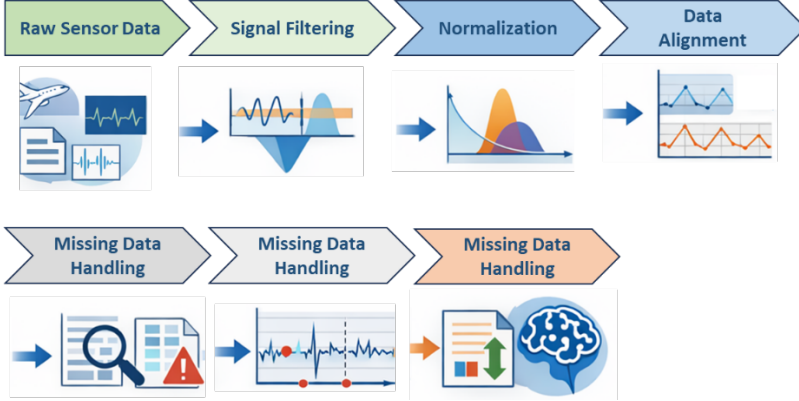 Raw Sensor Data
Signal Filtering
Normalization
Data
Alignment
Missing Data
Handling
Missing Data
Handling
Missing Data
Handling